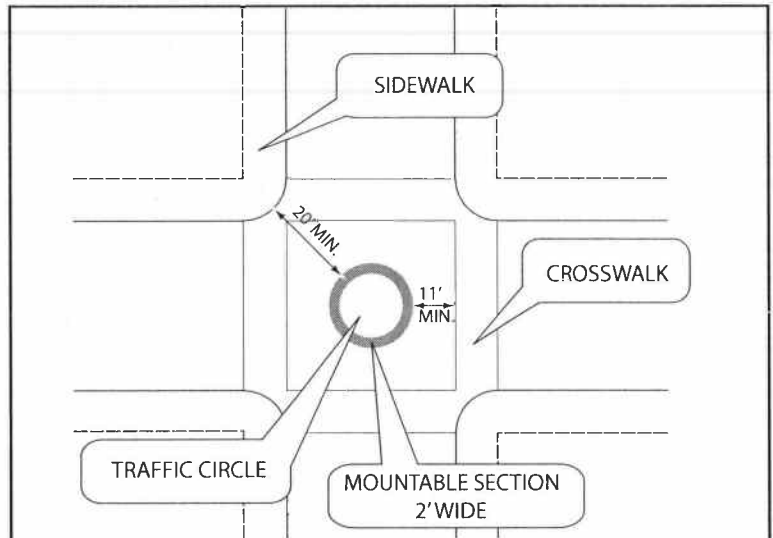 SIDEWALK
20' MIN.
11'
MIN.
CROSSWALK
TRAFFIC CIRCLE
MOUNTABLE SECTION
2' WIDE